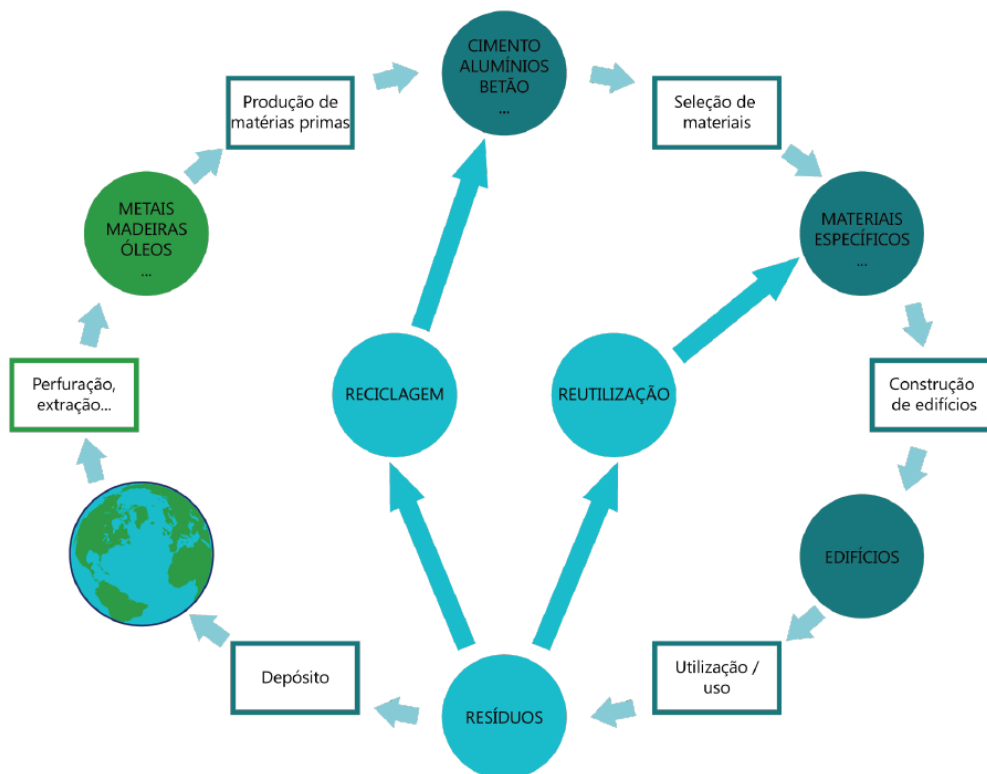 CIMENTO
ALUMÍNIOS
BETÃO
...
Produção de
matérias primas
Seleção de
materiais
METAIS
MADEIRAS
ÓLEOS
...
MATERIAIS
ESPECÍFICOS
...
Perfuração,
extração...
RECICLAGEM
REUTILIZAÇÃO
Construção
de edifícios
EDIFÍCIOS
Depósito
Utilização /
uso
RESÍDUOS